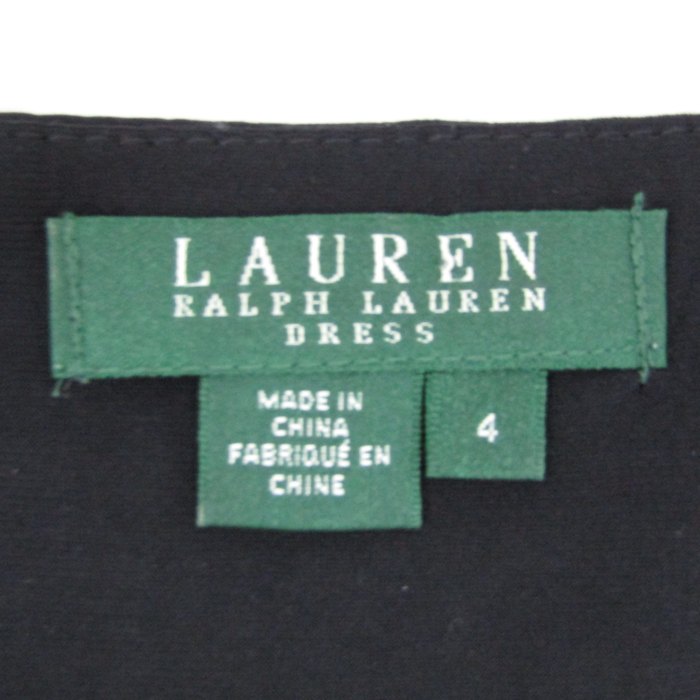 LAUREN
RALPH LAUREN
DRESS
MADE IN
CHINA
FABRIQUÉ EN
CHINE
4